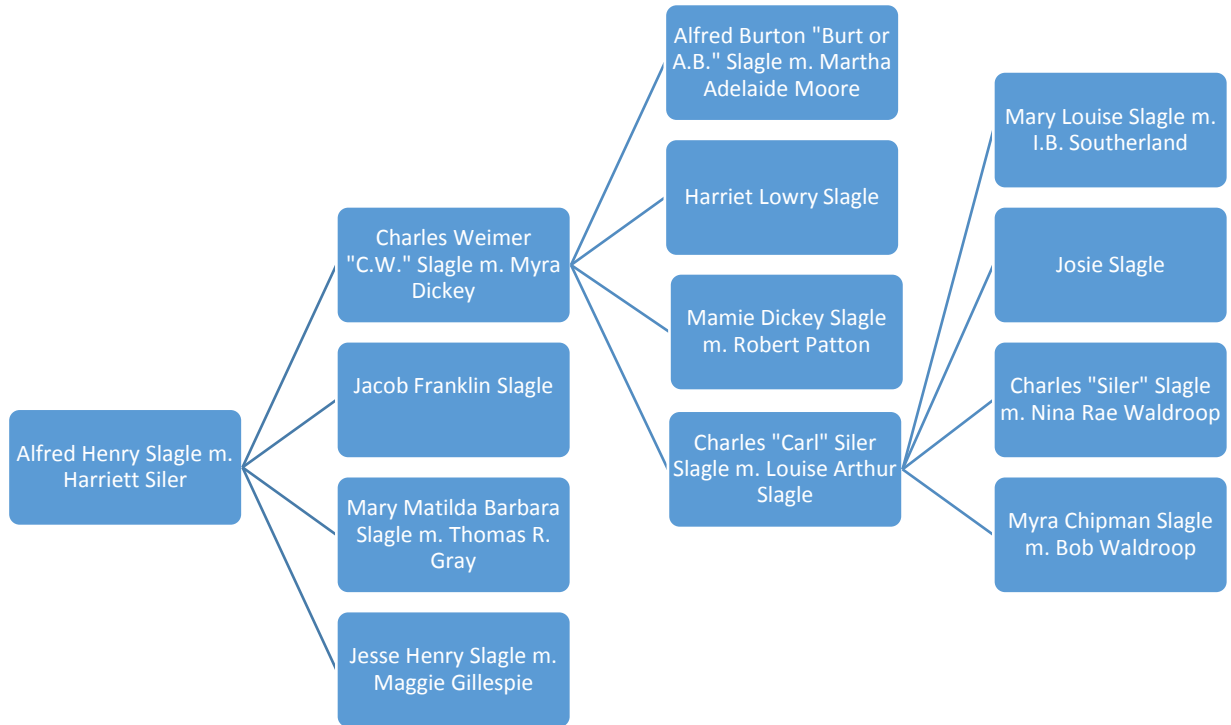 Alfred Henry Slagle m.
Harriett Siler
Charles Weimer
"C.W." Slagle m. Myra
Dickey
Jacob Franklin Slagle
Mary Matilda Barbara
Slagle m. Thomas R.
Gray
Jesse Henry Slagle m.
Maggie Gillespie
Alfred Burton "Burt or
A.B." Slagle m. Martha
Adelaide Moore
Harriet Lowry Slagle
Mamie Dickey Slagle
m. Robert Patton
Charles "Carl" Siler
Slagle m. Louise Arthur
Slagle
Mary Louise Slagle m.
I.B. Southerland
Josie Slagle
Charles "Siler" Slagle
m. Nina Rae Waldroop
Myra Chipman Slagle
m. Bob Waldroop